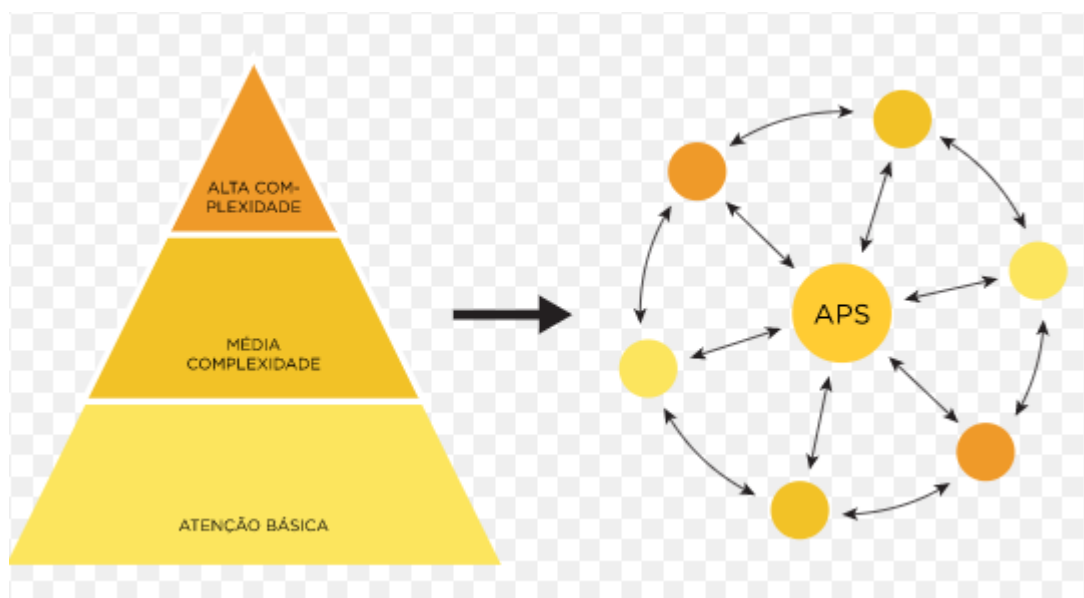 ALTA COM-
PLEXIDADE
MÉDIA
COMPLEXIDADE
ATENÇÃO BÁSICA
APS